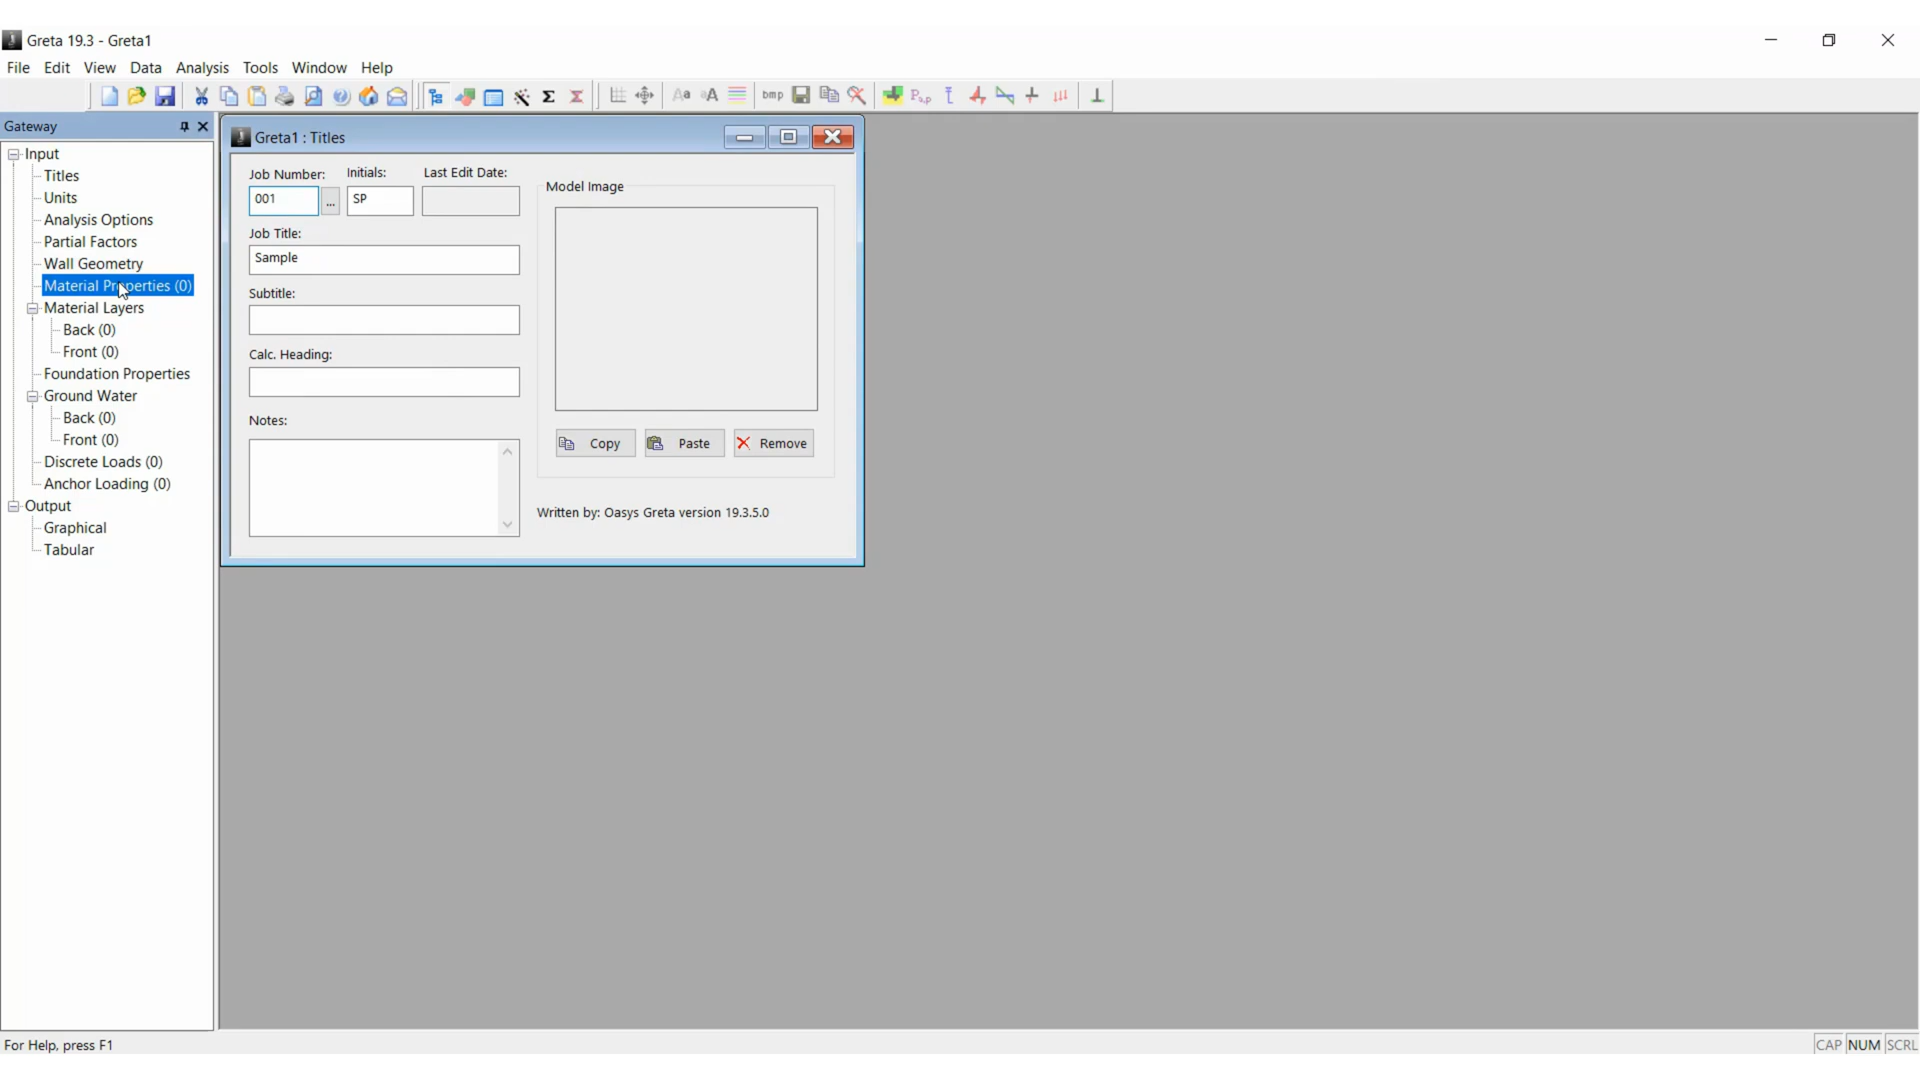 Greta 19.3 - Greta1
File Edit View Data Analysis Tools Window Help
bmp
Gateway
Input
Titles
Units
Analysis Options
Partial Factors
Wall Geometry
Material Properties (0)
Material Layers
Back (0)
Front (0)
Foundation Properties
Ground Water
Back (0)
Front (0)
Discrete Loads (0)
Anchor Loading (0)
Output
Graphical
Tabular
Greta1 : Titles
Job Number: Initials: Last Edit Date:
001 ... SP
Job Title:
Sample
Subtitle:
Calc. Heading:
Notes:
Model Image
Copy Paste Remove
Written by: Oasys Greta version 19.3.5.0
For Help, press F1
CAP NUM SCRL